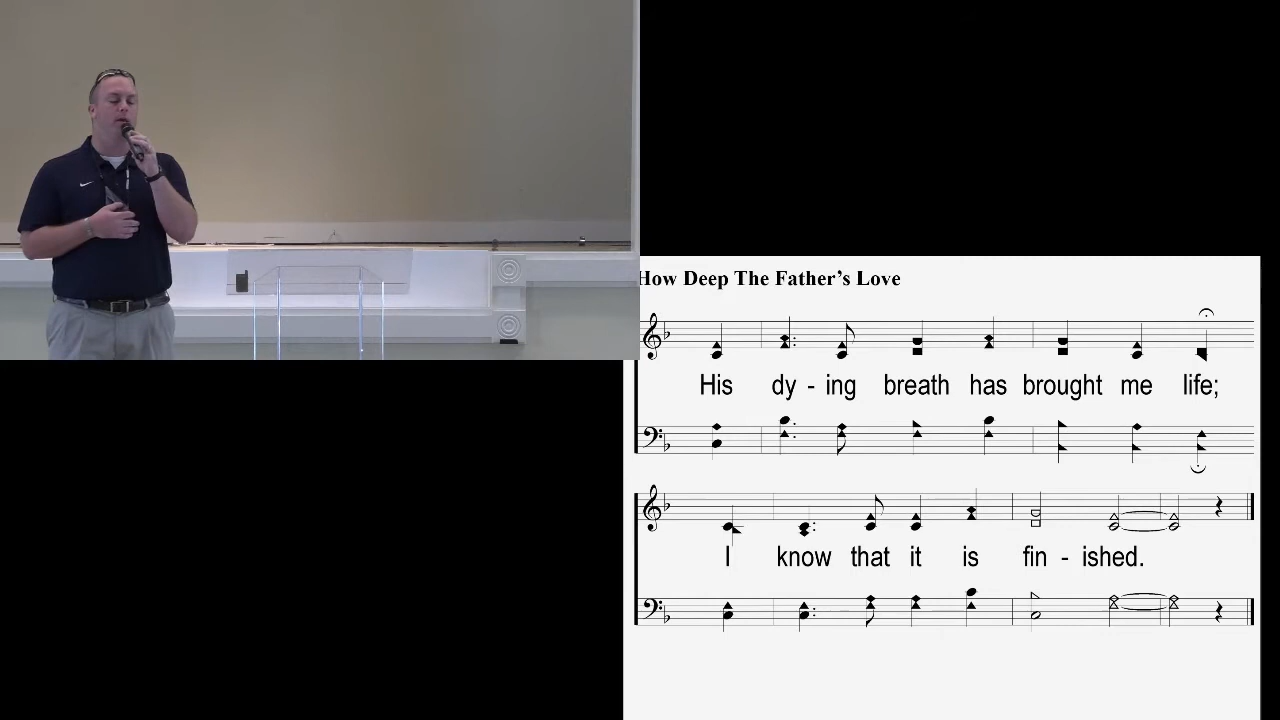 How Deep The Father’s Love
His dy - ing breath has brought me life;
I know that it is fin - ished.